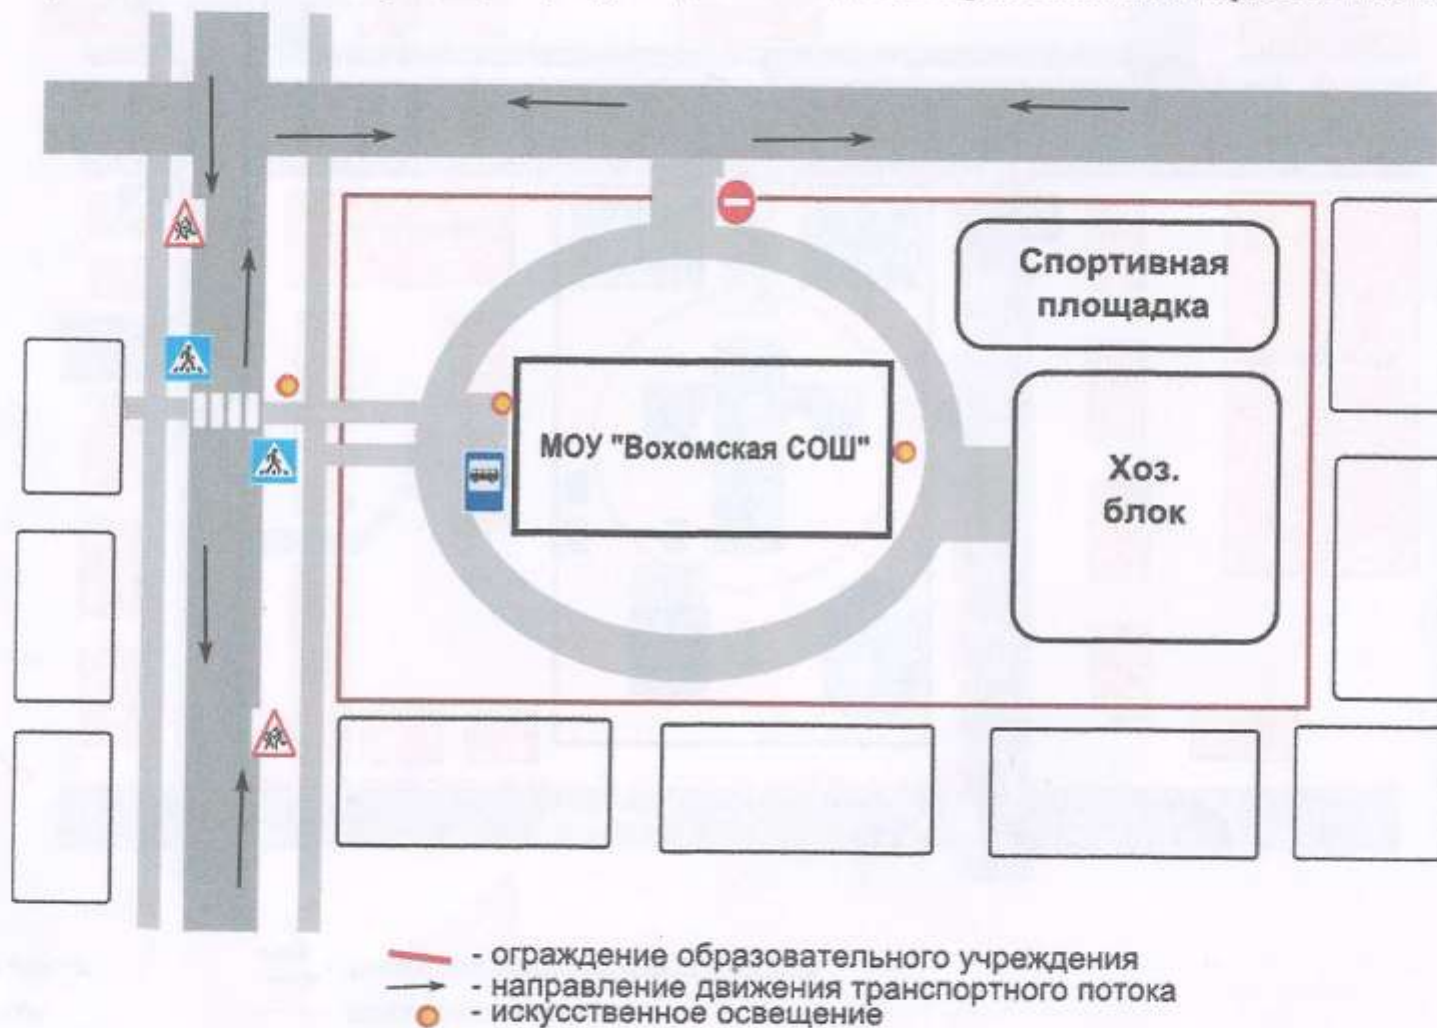 Спортивная
площадка
МОУ "Вохомская СОШ"
Хоз.
блок
- ограждение образовательного учреждения
- направление движения транспортного потока
- искусственное освещение